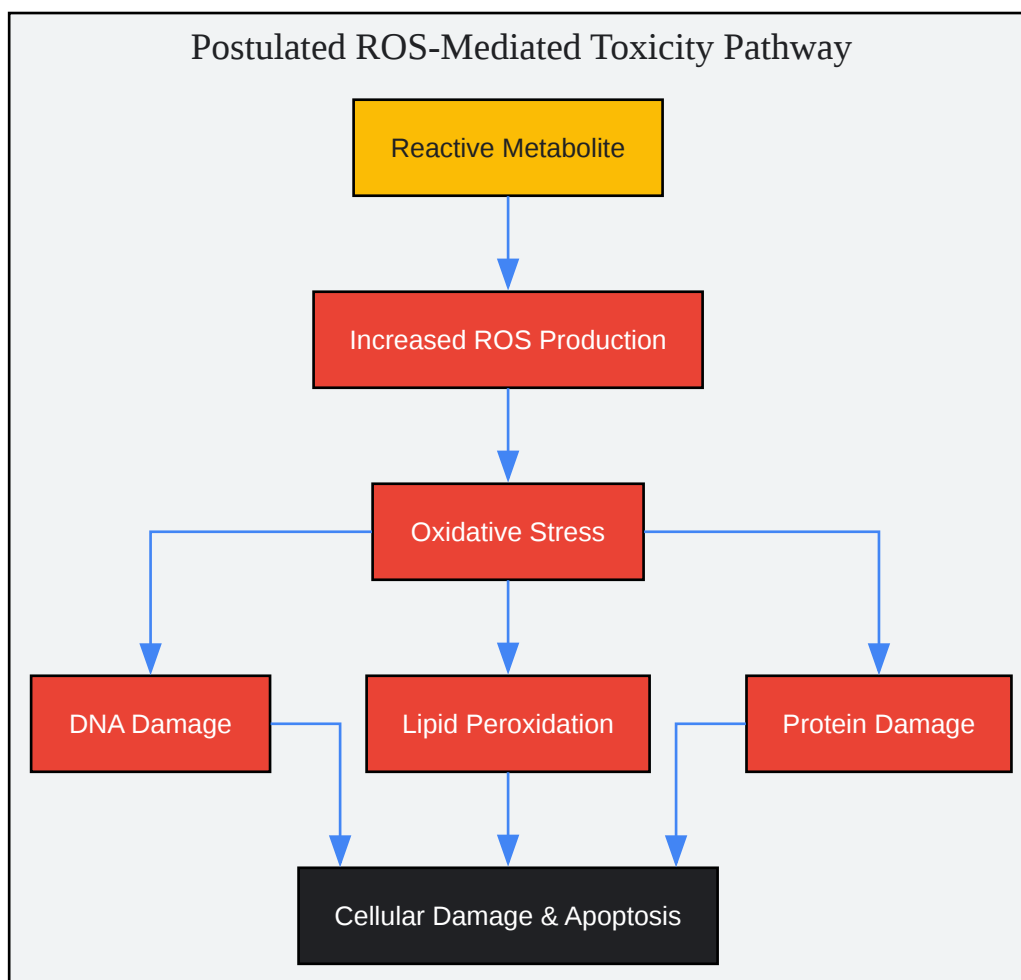 Postulated ROS-Mediated Toxicity Pathway
Reactive Metabolite
Increased ROS Production
Oxidative Stress
DNA Damage
Lipid Peroxidation
Protein Damage
Cellular Damage & Apoptosis